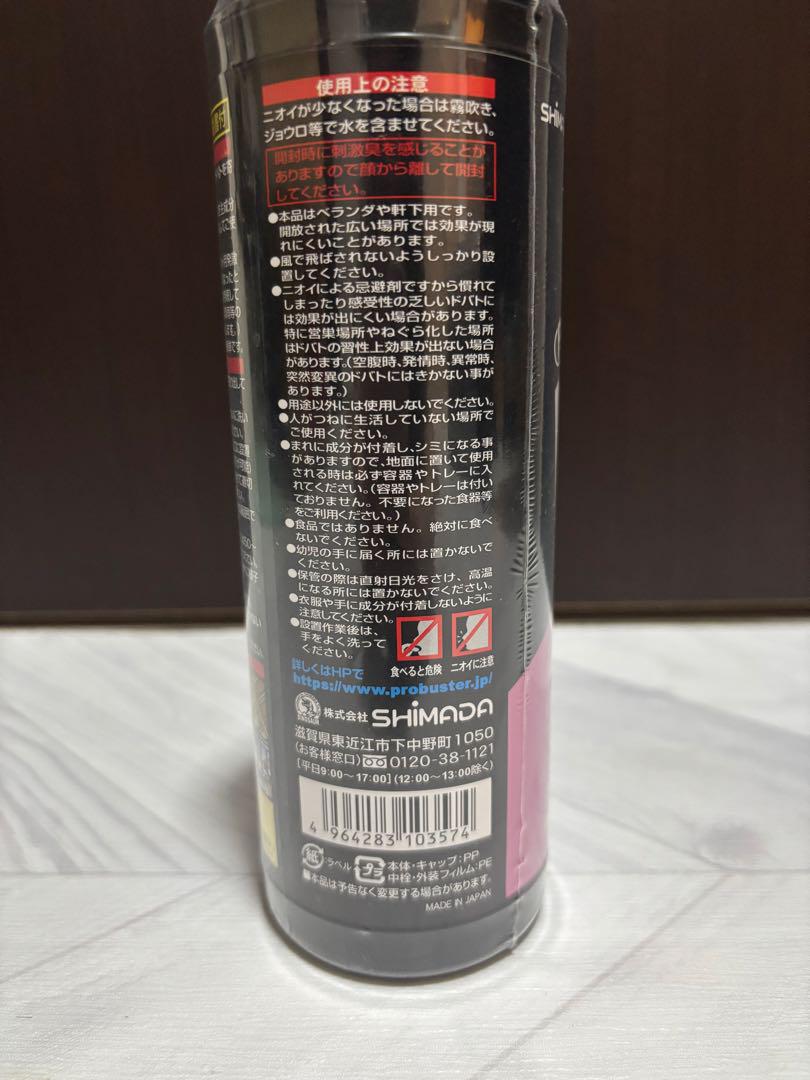 使用上の注意
ニオイが少なくなった場合は霧吹き、
ジョウロ等で水を含ませてください。
開封時に刺激臭を感じることが
ありますので顔から離して開封
してください。
●本品はベランダや軒下用です。
開放された広い場所では効果が現
れにくいことがあります。
●風で飛ばされないようしっかり設
置してください。
●ニオイによる忌避剤ですから慣れて
しまったり感受性の乏しいドバトに
は効果が出にくい場合があります。
特に営巣場所やねぐら化した場所
はドバトの習性上効果が出ない場合
があります。(空腹時、発情時、異常時、
突然変異のドバトにはきかない事が
あります。)
●用途以外には使用しないでください。
●人がつねに生活していない場所で
ご使用ください。
●まれに成分が付着し、シミになる事
がありますので、地面に置いて使用
される時は必ず容器やトレーに入
れてください。(容器やトレーは付い
ておりません。不要になった食器等
をご利用ください。)
●食品ではありません。絶対に食べ
ないでください。
●幼児の手に届く所には置かないで
ください。
●保管の際は直射日光をさけ、高温
になる所には置かないでください。
●衣服や手に成分が付着しないように
注意してください。
●設置作業後は、
手をよく洗って
ください。
食べると危険 ニオイに注意
詳しくはHPで
https://www.probuster.jp/
DINOSAUR 株式会社 SHIMADA
滋賀県東近江市下中野町1050
(お客様窓口) 0120-38-1121
[平日9:00〜17:00] (12:00〜13:00除く)
4 964283 103574
紙 :ラベル プラ 本体・キャップ:PP
中栓・外装フィルム:PE
■本品は予告なく変更する場合があります。
MADE IN JAPAN
SHIMA